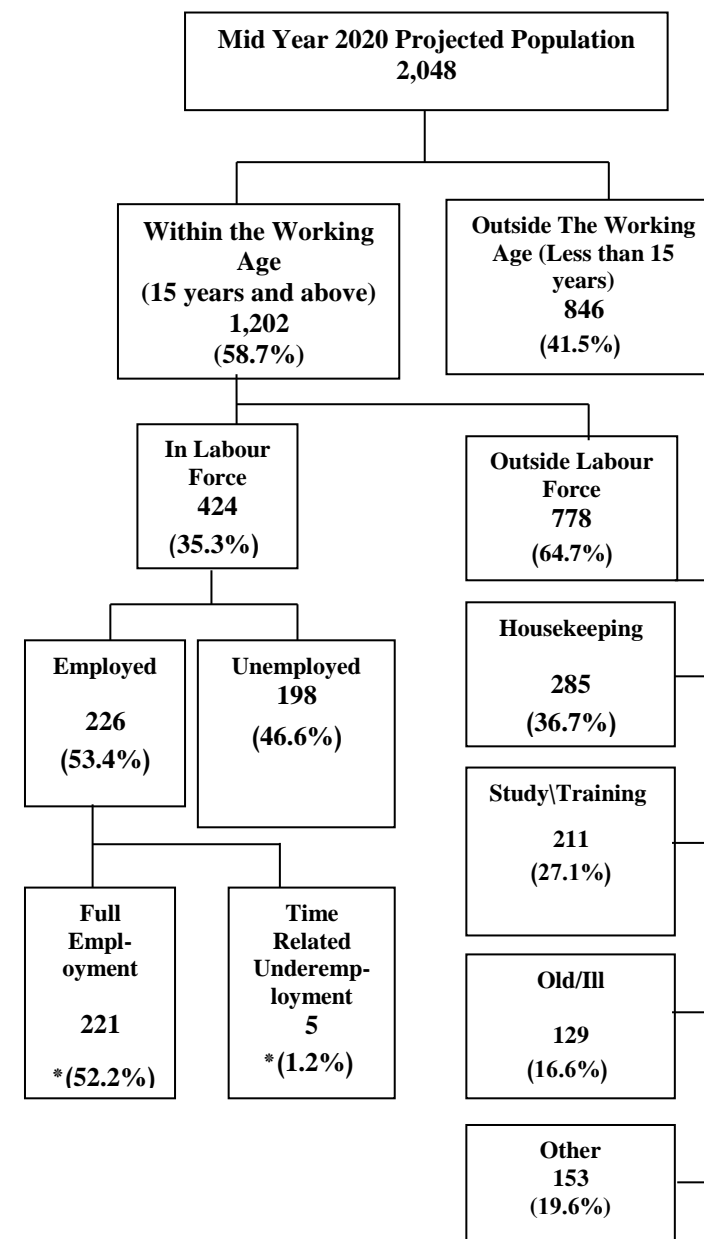 Mid Year 2020 Projected Population
2,048
Within the Working
Age
(15 years and above)
1,202
(58.7%)
Outside The Working
Age (Less than 15
years)
846
(41.5%)
In Labour
Force
424
(35.3%)
Outside Labour
Force
778
(64.7%)
Employed
226
(53.4%)
Unemployed
198
(46.6%)
Housekeeping
285
(36.7%)
Study\Training
211
(27.1%)
Full
Empl-
oyment
221
*(52.2%)
Time
Related
Underemp-
loyment
5
*(1.2%)
Old/Ill
129
(16.6%)
Other
153
(19.6%)